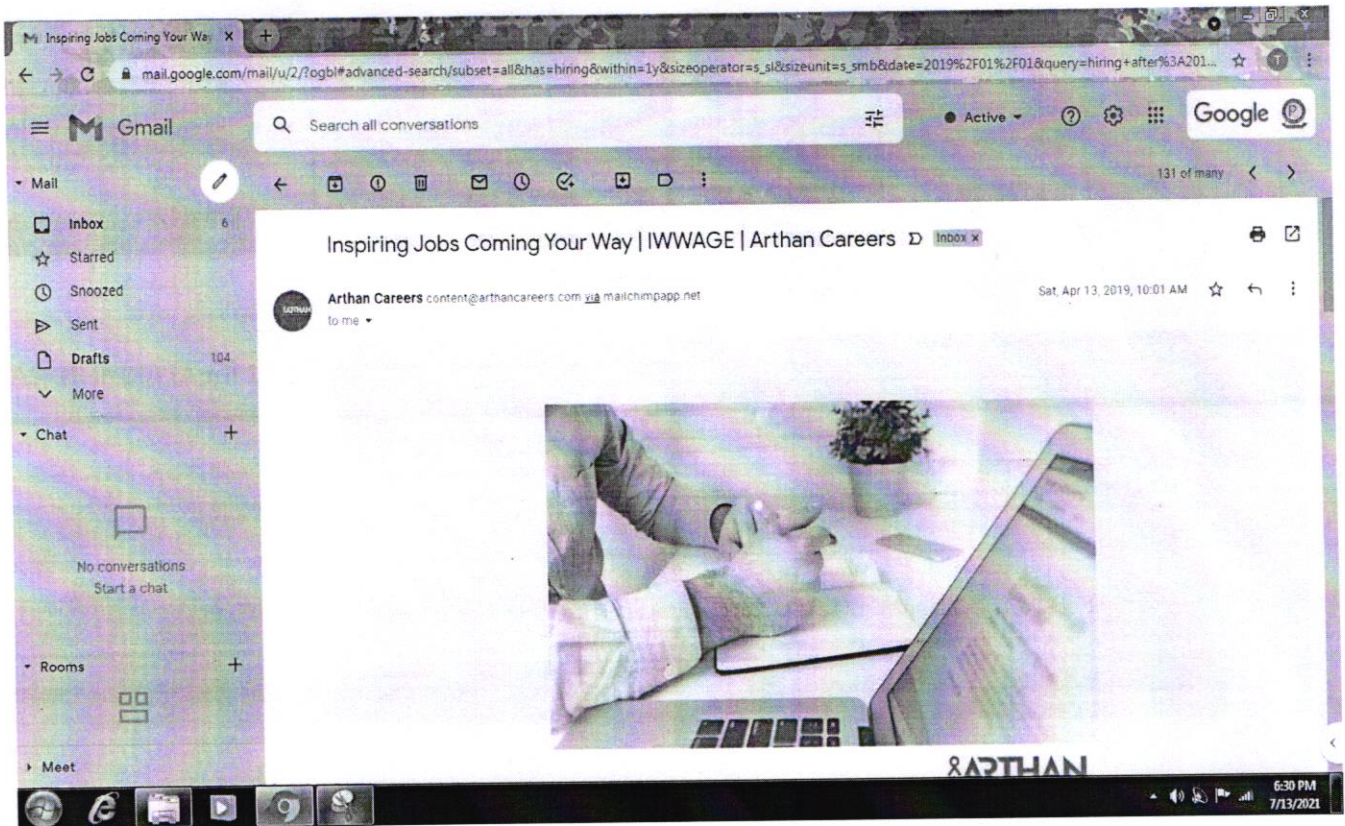 Inspiring Jobs Coming Your Wa
mail.google.com/mail/u/2/?ogbl#advanced-search/subset=all&has=hiring&within=1y&sizeoperator=s_sl&sizeunit=s_smb&date=2019%2F01%2F01&query=hiring+after%3A201...
Gmail
Search all conversations
Active
Google
Mail
131 of many
Inbox 6
Starred
Snoozed
Sent
Drafts 104
More
Chat
No conversations
Start a chat
Rooms
Meet
Inspiring Jobs Coming Your Way | IWWAGE | Arthan Careers Inbox x
Arthan Careers content@arthancareers.com via mailchimpapp.net
Sat, Apr 13, 2019, 10:01 AM
to me
ARTHAN
6:30 PM
7/13/2021